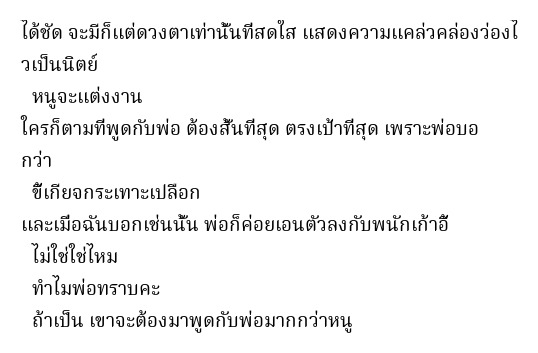 ได้ชัด จะมีก็แต่ดวงตาเท่านั้นที่สดใส แสดงความแคล่วคล่องว่องไ
วเป็นนิตย์
หนูจะแต่งงาน
ใครก็ตามที่พูดกับพ่อ ต้องสั้นที่สุด ตรงเป้าที่สุด เพราะพ่อบอ
กว่า
ขี้เกียจกระเทาะเปลือก
และเมื่อฉันบอกเช่นนั้น พ่อก็ค่อยเอนตัวลงกับพนักเก้าอี้
ไม่ใช่ใช่ไหม
ทำไมพ่อทราบคะ
ถ้าเป็น เขาจะต้องมาพูดกับพ่อมากกว่าหนู